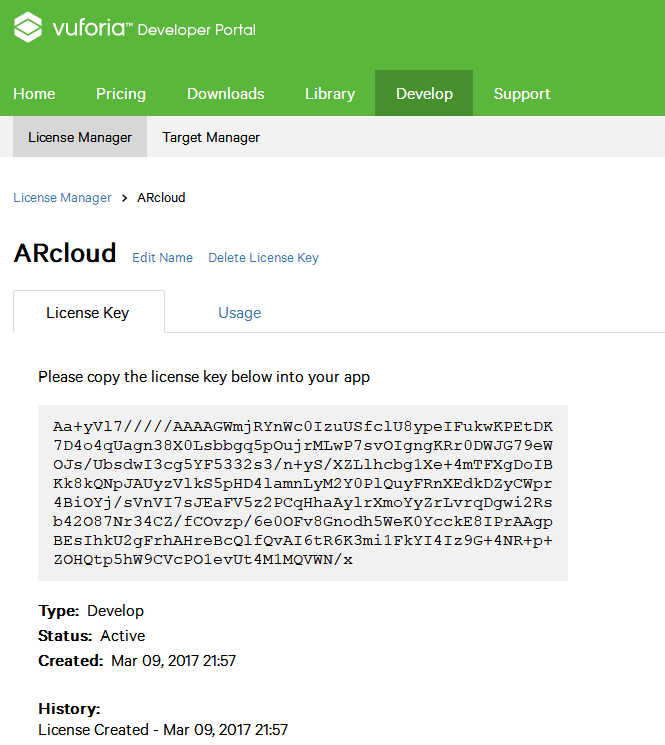 vuforia™ Developer Portal
Home Pricing Downloads Library Develop Support
License Manager Target Manager
License Manager > ARcloud
ARcloud Edit Name Delete License Key
License Key Usage
Please copy the license key below into your app
Aa+yVl7/////AAAAGWmjRYnWc0IzuUSfclU8ypeIFukwKPEtDK
7D4o4qUagn38X0Lsbbgq5pOujrMLwP7svOIgngKRr0DWJG79eW
OJs/UbsdwI3cg5YF5332s3/n+yS/XZLlhcbg1Xe+4mTFXgDoIB
Kk8kQNpJAUyzVlkS5pHD4lamnLyM2Y0PlQuyFRnXEdkDZyCWpr
4BiOYj/sVnVI7sJEaFV5z2PCqHhaAylrXmoYyZrLvrqDgwi2Rs
b42O87Nr34CZ/fCOvzp/6e0OFv8Gnodh5WeK0YcckE8IPrAAgp
BEsIhkU2gFrhAHreBcQlfQvAI6tR6K3mi1FkYI4Iz9G+4NR+p+
ZOHQtp5hW9CVcPO1evUt4M1MQVWN/x
Type: Develop
Status: Active
Created: Mar 09, 2017 21:57
History:
License Created - Mar 09, 2017 21:57